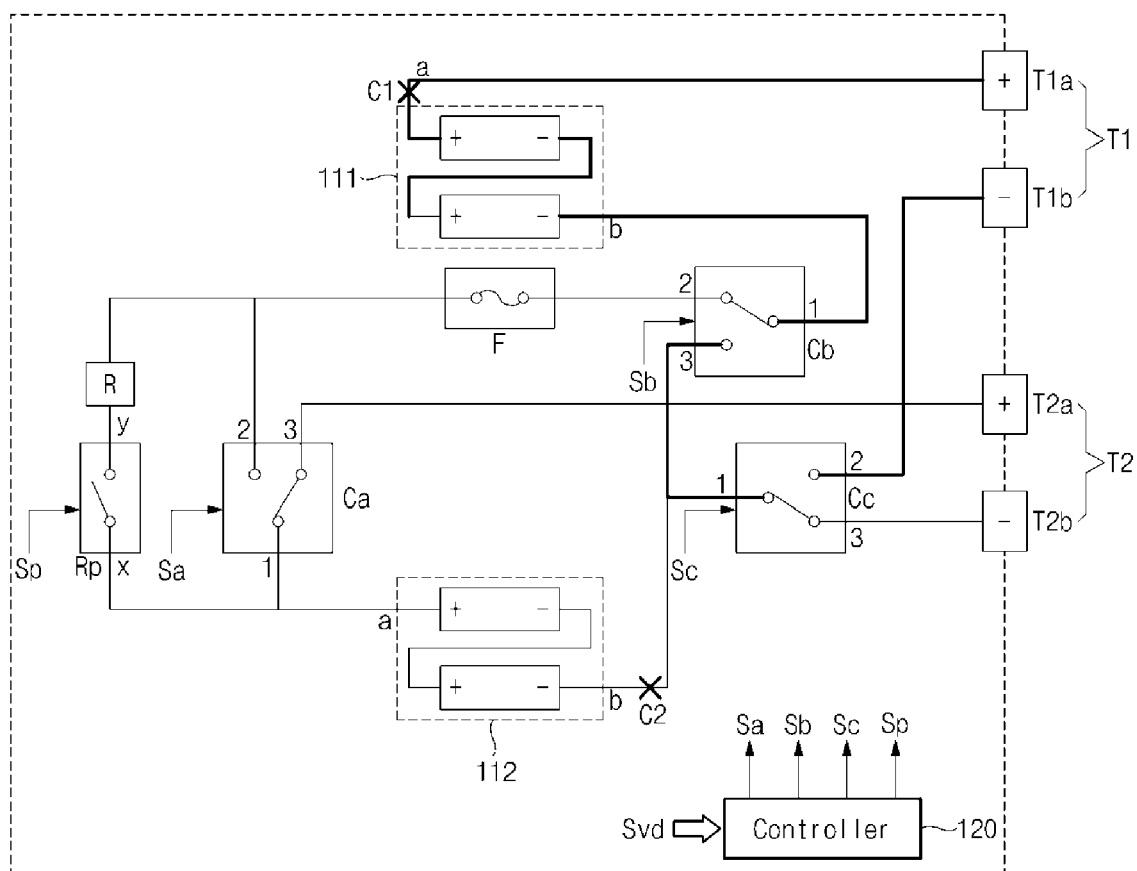 a
C1
+
T1a
T1
+ -
111
+ -
b
-
T1b
2
1
F
3
Cb
Sb
R
y
+
T2a
T2
2
3
Ca
1
2
Cc
3
-
T2b
Sp
Rp
x
Sa
1
Sc
a
+ -
+ -
b
C2
112
Sa Sb Sc Sp
Svd
Controller
120